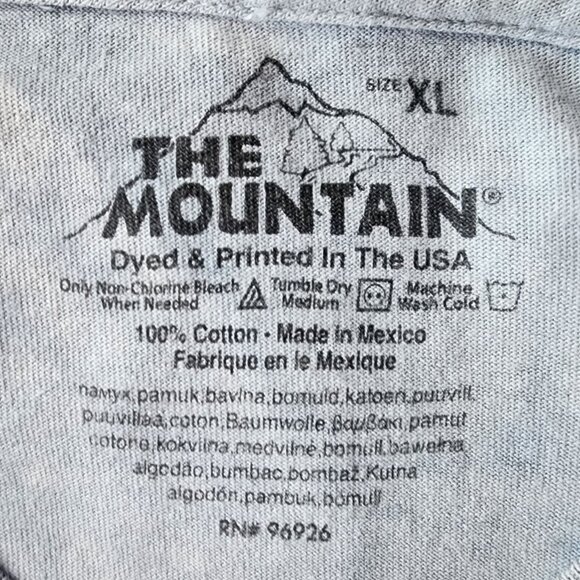 SIZE XL
THE
MOUNTAIN®
Dyed & Printed In The USA
Only Non-Chlorine Bleach When Needed
Tumble Dry Medium
Machine Wash Cold
100% Cotton • Made in Mexico
Fabrique en le Mexique
памук,pamuk,bavlna,bomuld,katoen,puuvill,
puuvillaa,coton,Baumwolle,βαμβάκι,pamut
cotone,kokvilna,medvilnė,bomull,bawełna
algodão,bumbac,bombaž,Kutna
algodón,pambuk,bomull
RN# 96926